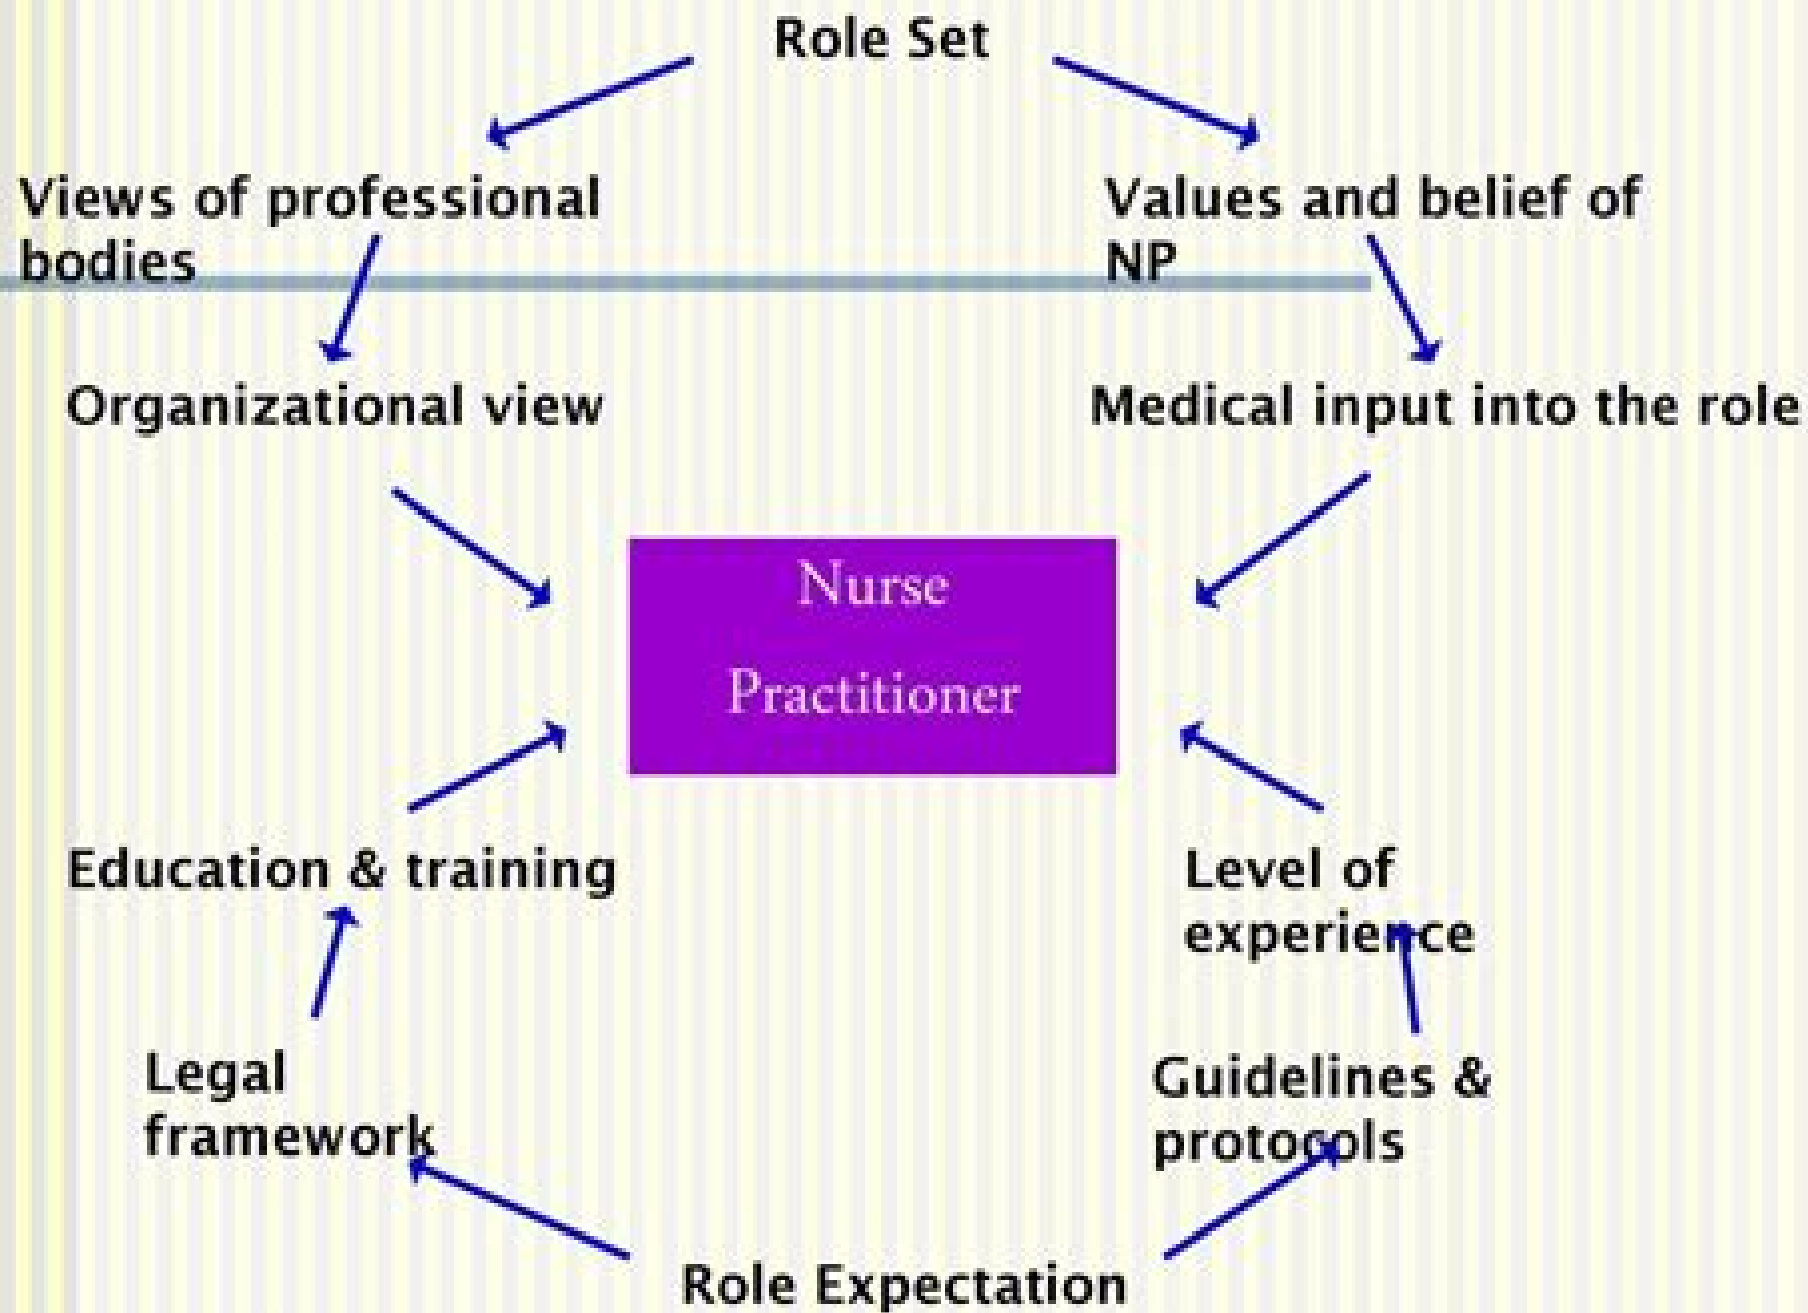 Role Set
Views of professional
bodies
Values and belief of
NP
Organizational view
Medical input into the role
Nurse
Practitioner
Education & training
Level of
experience
Legal
framework
Guidelines &
protocols
Role Expectation